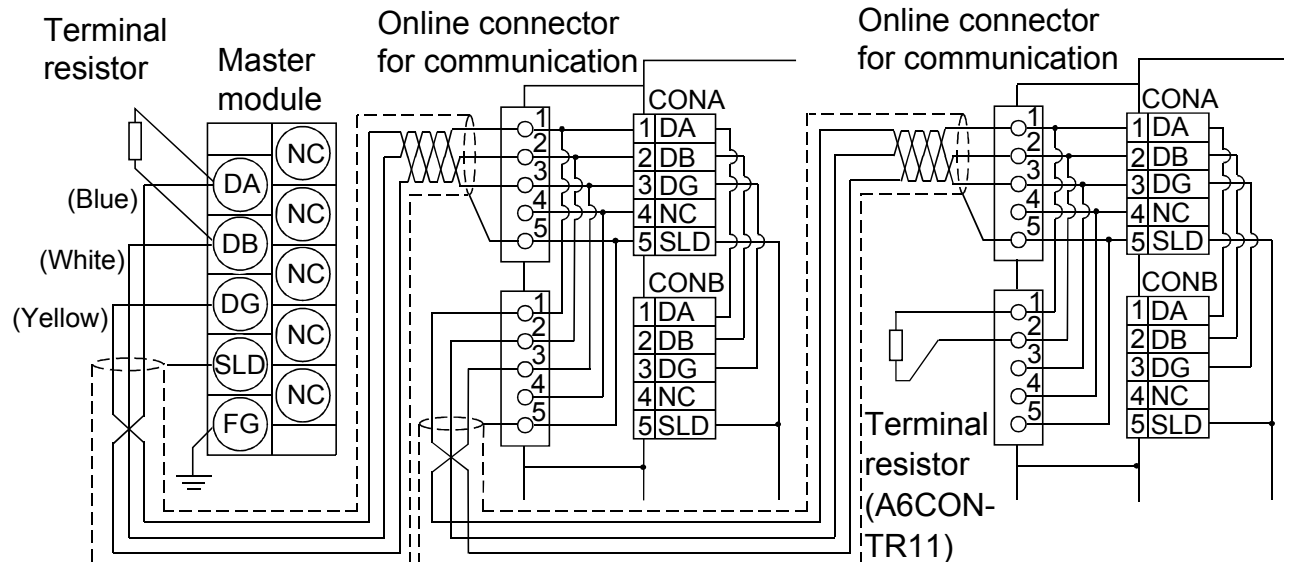 Terminal
resistor
Master
module
Online connector
for communication
Online connector
for communication
(Blue)
(White)
(Yellow)
DA
DB
DG
SLD
FG
NC
NC
NC
NC
NC
1
2
3
4
5
1
2
3
4
5
CONA
1 DA
2 DB
3 DG
4 NC
5 SLD
CONB
1 DA
2 DB
3 DG
4 NC
5 SLD
1
2
3
4
5
1
2
3
4
5
CONA
1 DA
2 DB
3 DG
4 NC
5 SLD
CONB
1 DA
2 DB
3 DG
4 NC
5 SLD
Terminal
resistor
(A6CON-
TR11)